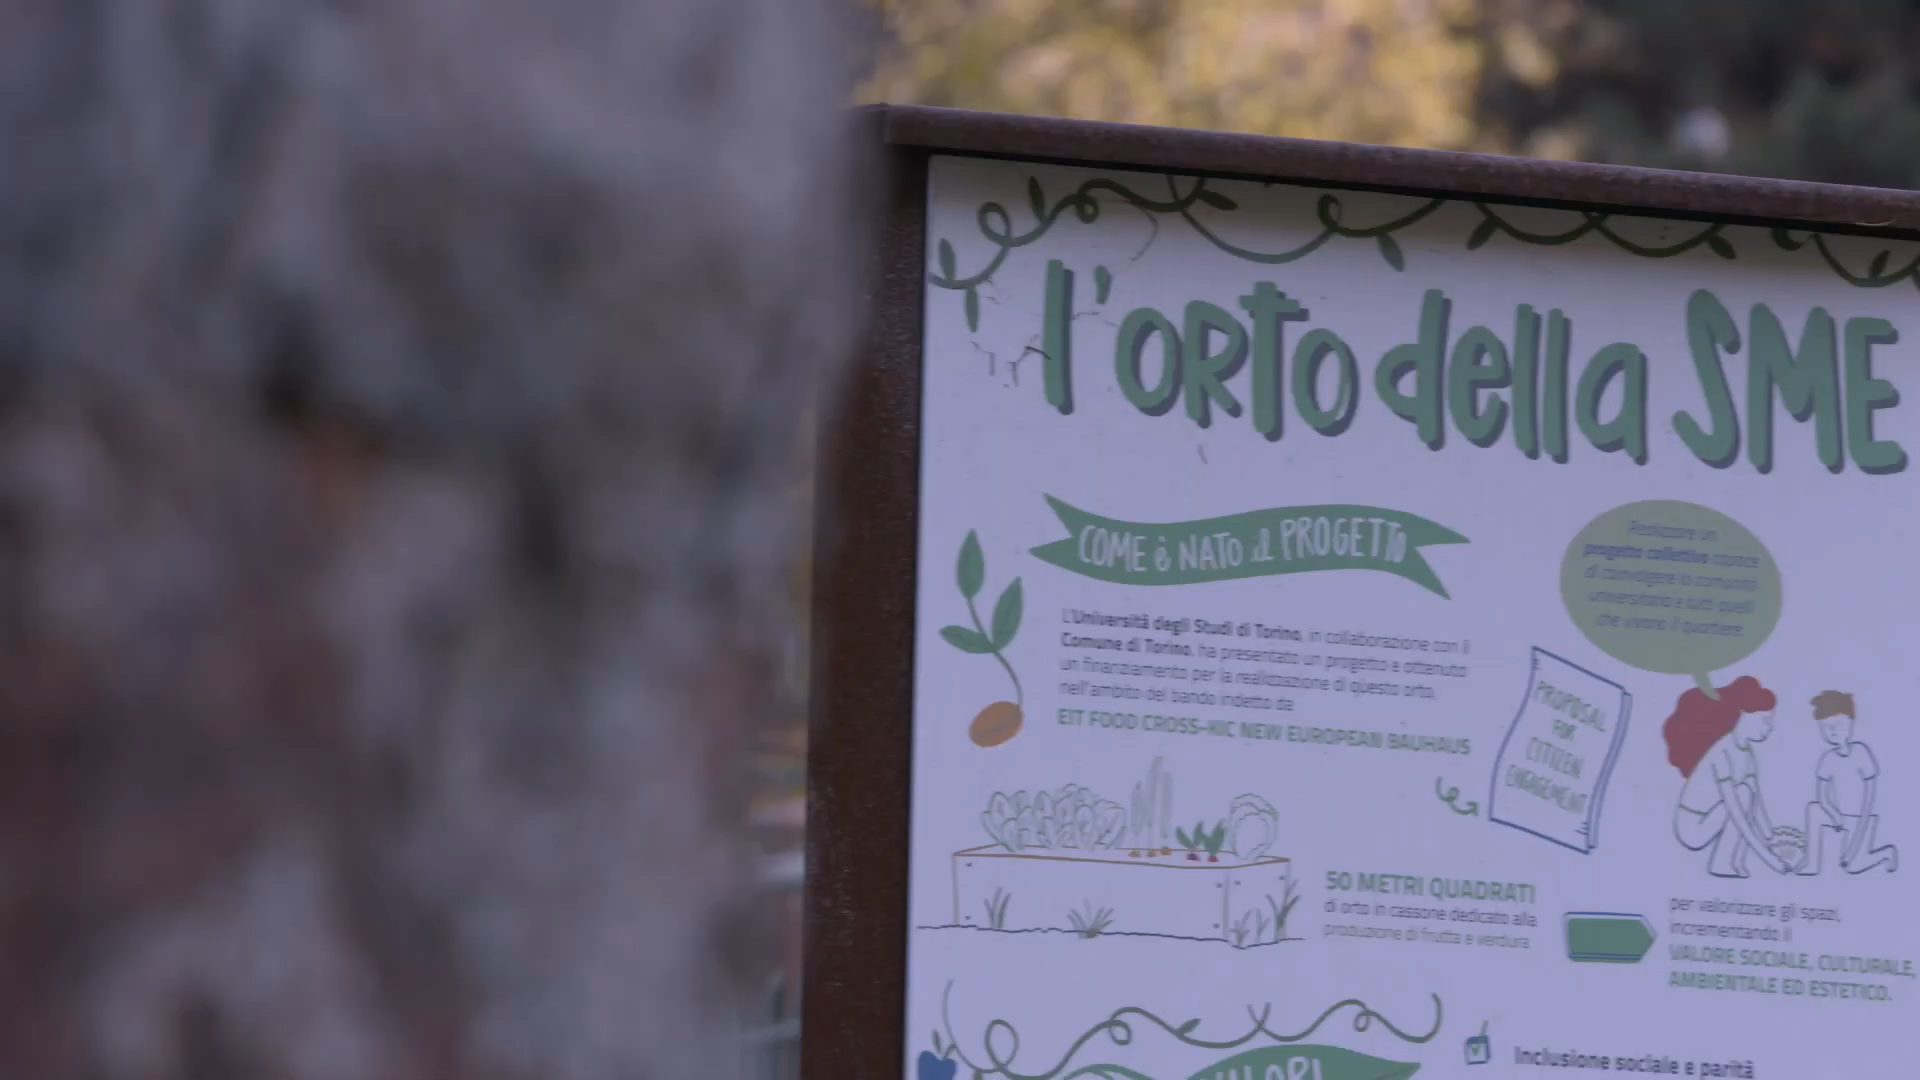 l'ORTO della SME
COME è NATO il PROGETTO
L'Università degli Studi di Torino, in collaborazione con il
Comune di Torino, ha presentato un progetto e ottenuto
un finanziamento per la realizzazione di questo orto,
nell'ambito del bando indetto da
EIT FOOD CROSS-KIC NEW EUROPEAN BAUHAUS
Realizzare un
progetto collettivo capace
di coinvolgere la comunità
universitaria e tutti quelli
che vivono il quartiere.
PROPOSAL
FOR
CITIZEN
ENGAGEMENT
50 METRI QUADRATI
di orto in cassone dedicato alla
produzione di frutta e verdura
per valorizzare gli spazi,
incrementando il
VALORE SOCIALE, CULTURALE,
AMBIENTALE ED ESTETICO.
VALORI
Inclusione sociale e parità